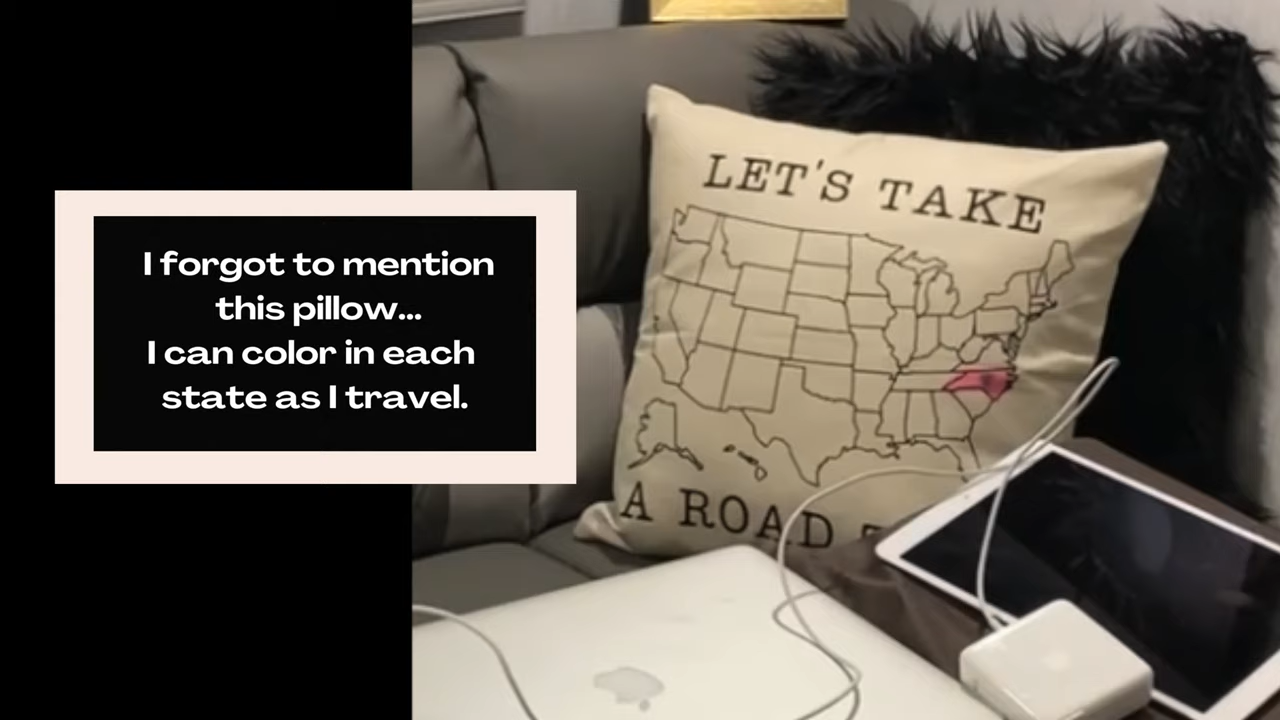 I forgot to mention
this pillow...
I can color in each
state as I travel.
LET'S TAKE
A ROAD